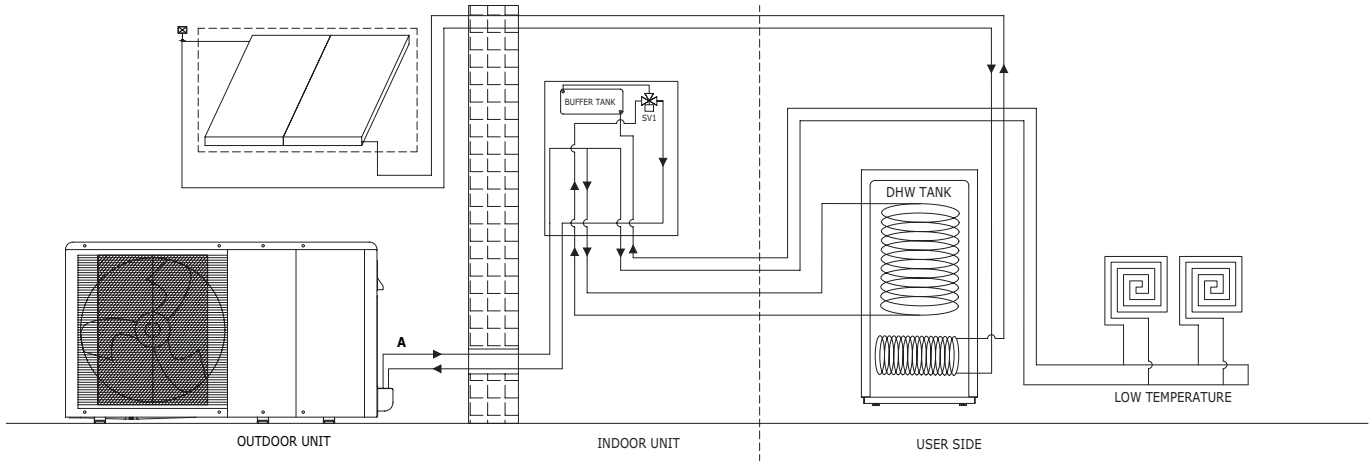 BUFFER TANK
SV1
DHW TANK
A
LOW TEMPERATURE
OUTDOOR UNIT
INDOOR UNIT
USER SIDE